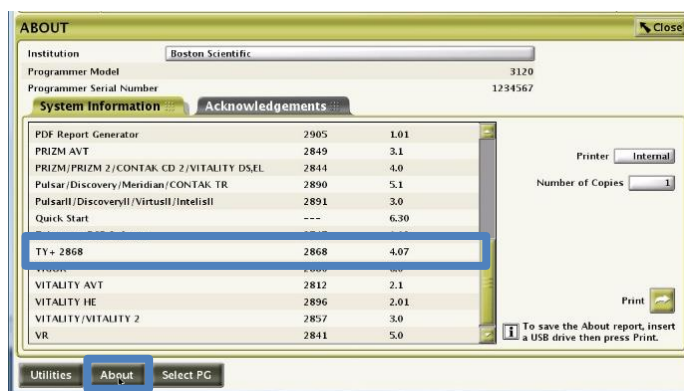 ABOUT Close
Institution Boston Scientific
Programmer Model 3120
Programmer Serial Number 1234567
System Information Acknowledgements
PDF Report Generator 2905 1.01
PRIZM AVT 2849 3.1
PRIZM/PRIZM 2/CONTAK CD 2/VITALITY DS,EL 2844 4.0
Pulsar/Discovery/Meridian/CONTAK TR 2890 5.1
PulsarII/DiscoveryII/VirtusII/IntelisII 2891 3.0
Quick Start --- 6.30
TY+ 2868 2868 4.07
VITALITY AVT 2812 2.1
VITALITY HE 2896 2.01
VITALITY/VITALITY 2 2857 3.0
VR 2841 5.0
Printer Internal
Number of Copies 1
Print
To save the About report, insert
a USB drive then press Print.
Utilities About Select PG